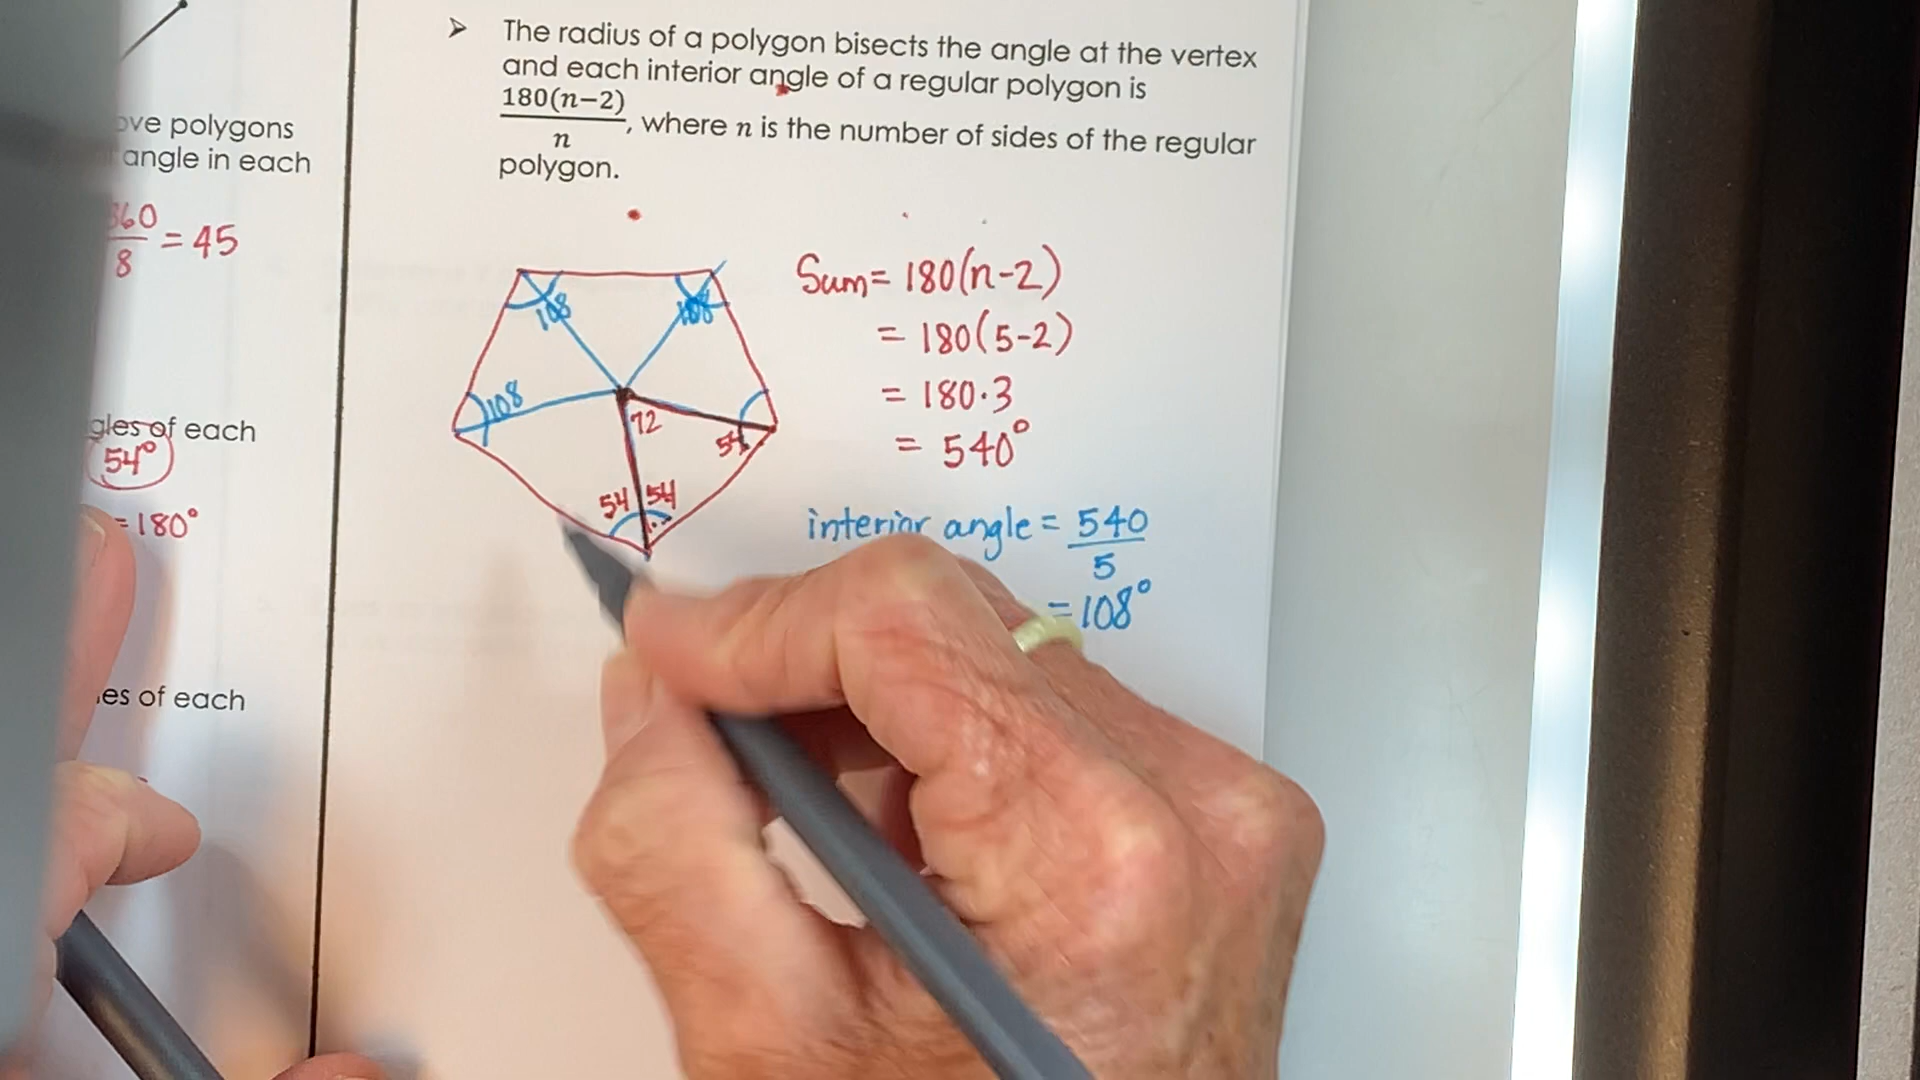 ➢ The radius of a polygon bisects the angle at the vertex
and each interior angle of a regular polygon is
180(n−2)
n
, where n is the number of sides of the regular
polygon.
ove polygons
angle in each
360
8
= 45
gles of each
54°
= 180°
es of each
108
108
108
72
54
54
54
Sum = 180(n-2)
= 180(5-2)
= 180·3
= 540°
interior angle = 540
5
= 108°